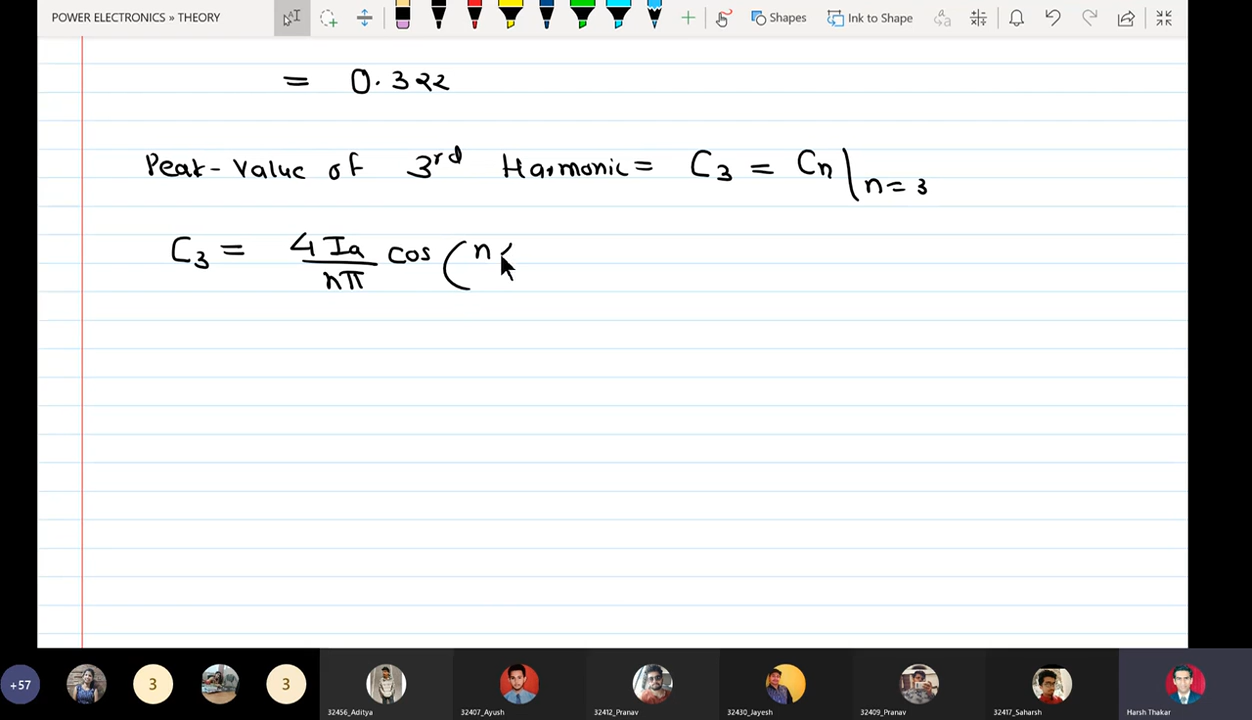 POWER ELECTRONICS » THEORY
Shapes
Ink to Shape
= 0.322
Peak-Value of 3rd Harmonic = C3 = Cn|n=3
C3 = 4Ia/nπ cos (n
+57
3
3
32456_Aditya
32407_Ayush
32412_Pranav
32430_Jayesh
32409_Pranav
32417_Saharsh
Harsh Thakar